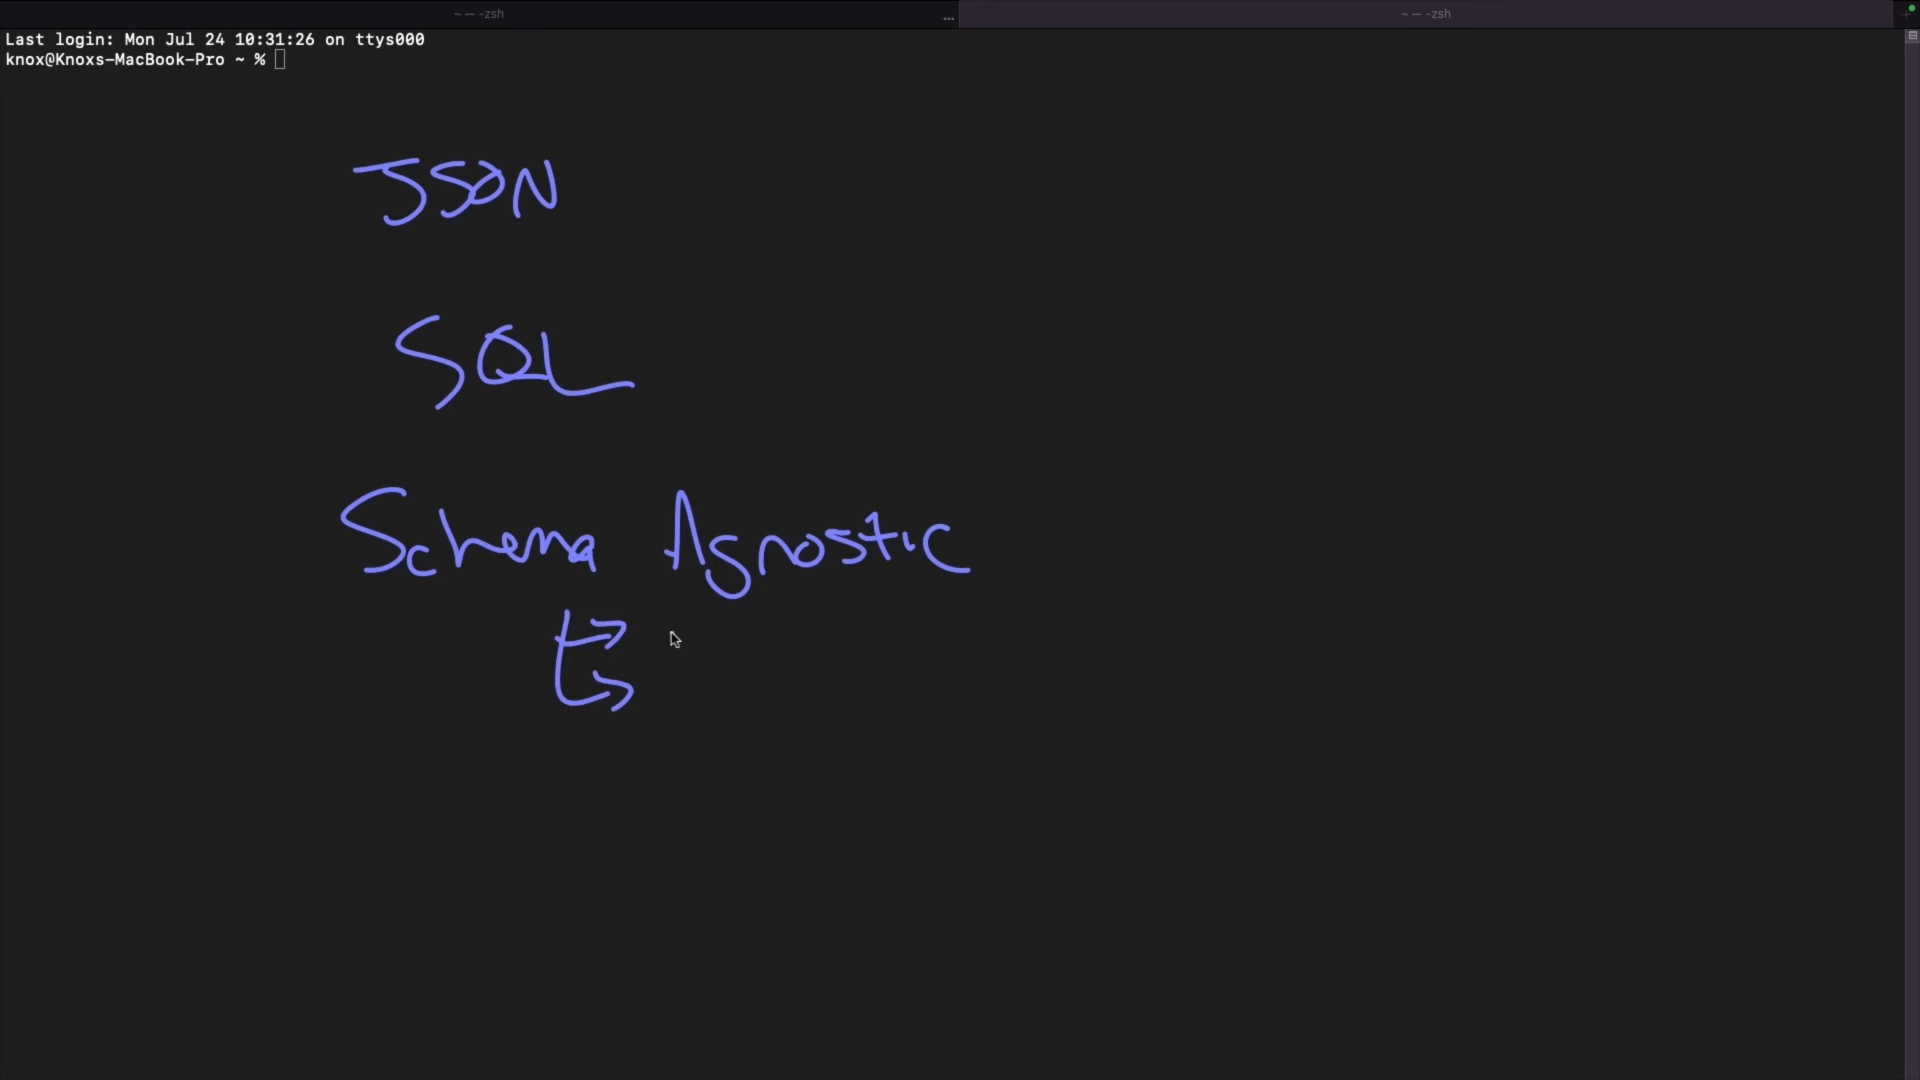 ~ — -zsh
... ~ — -zsh
Last login: Mon Jul 24 10:31:26 on ttys000
knox@Knoxs-MacBook-Pro ~ %
JSON
SQL
Schema Agnostic